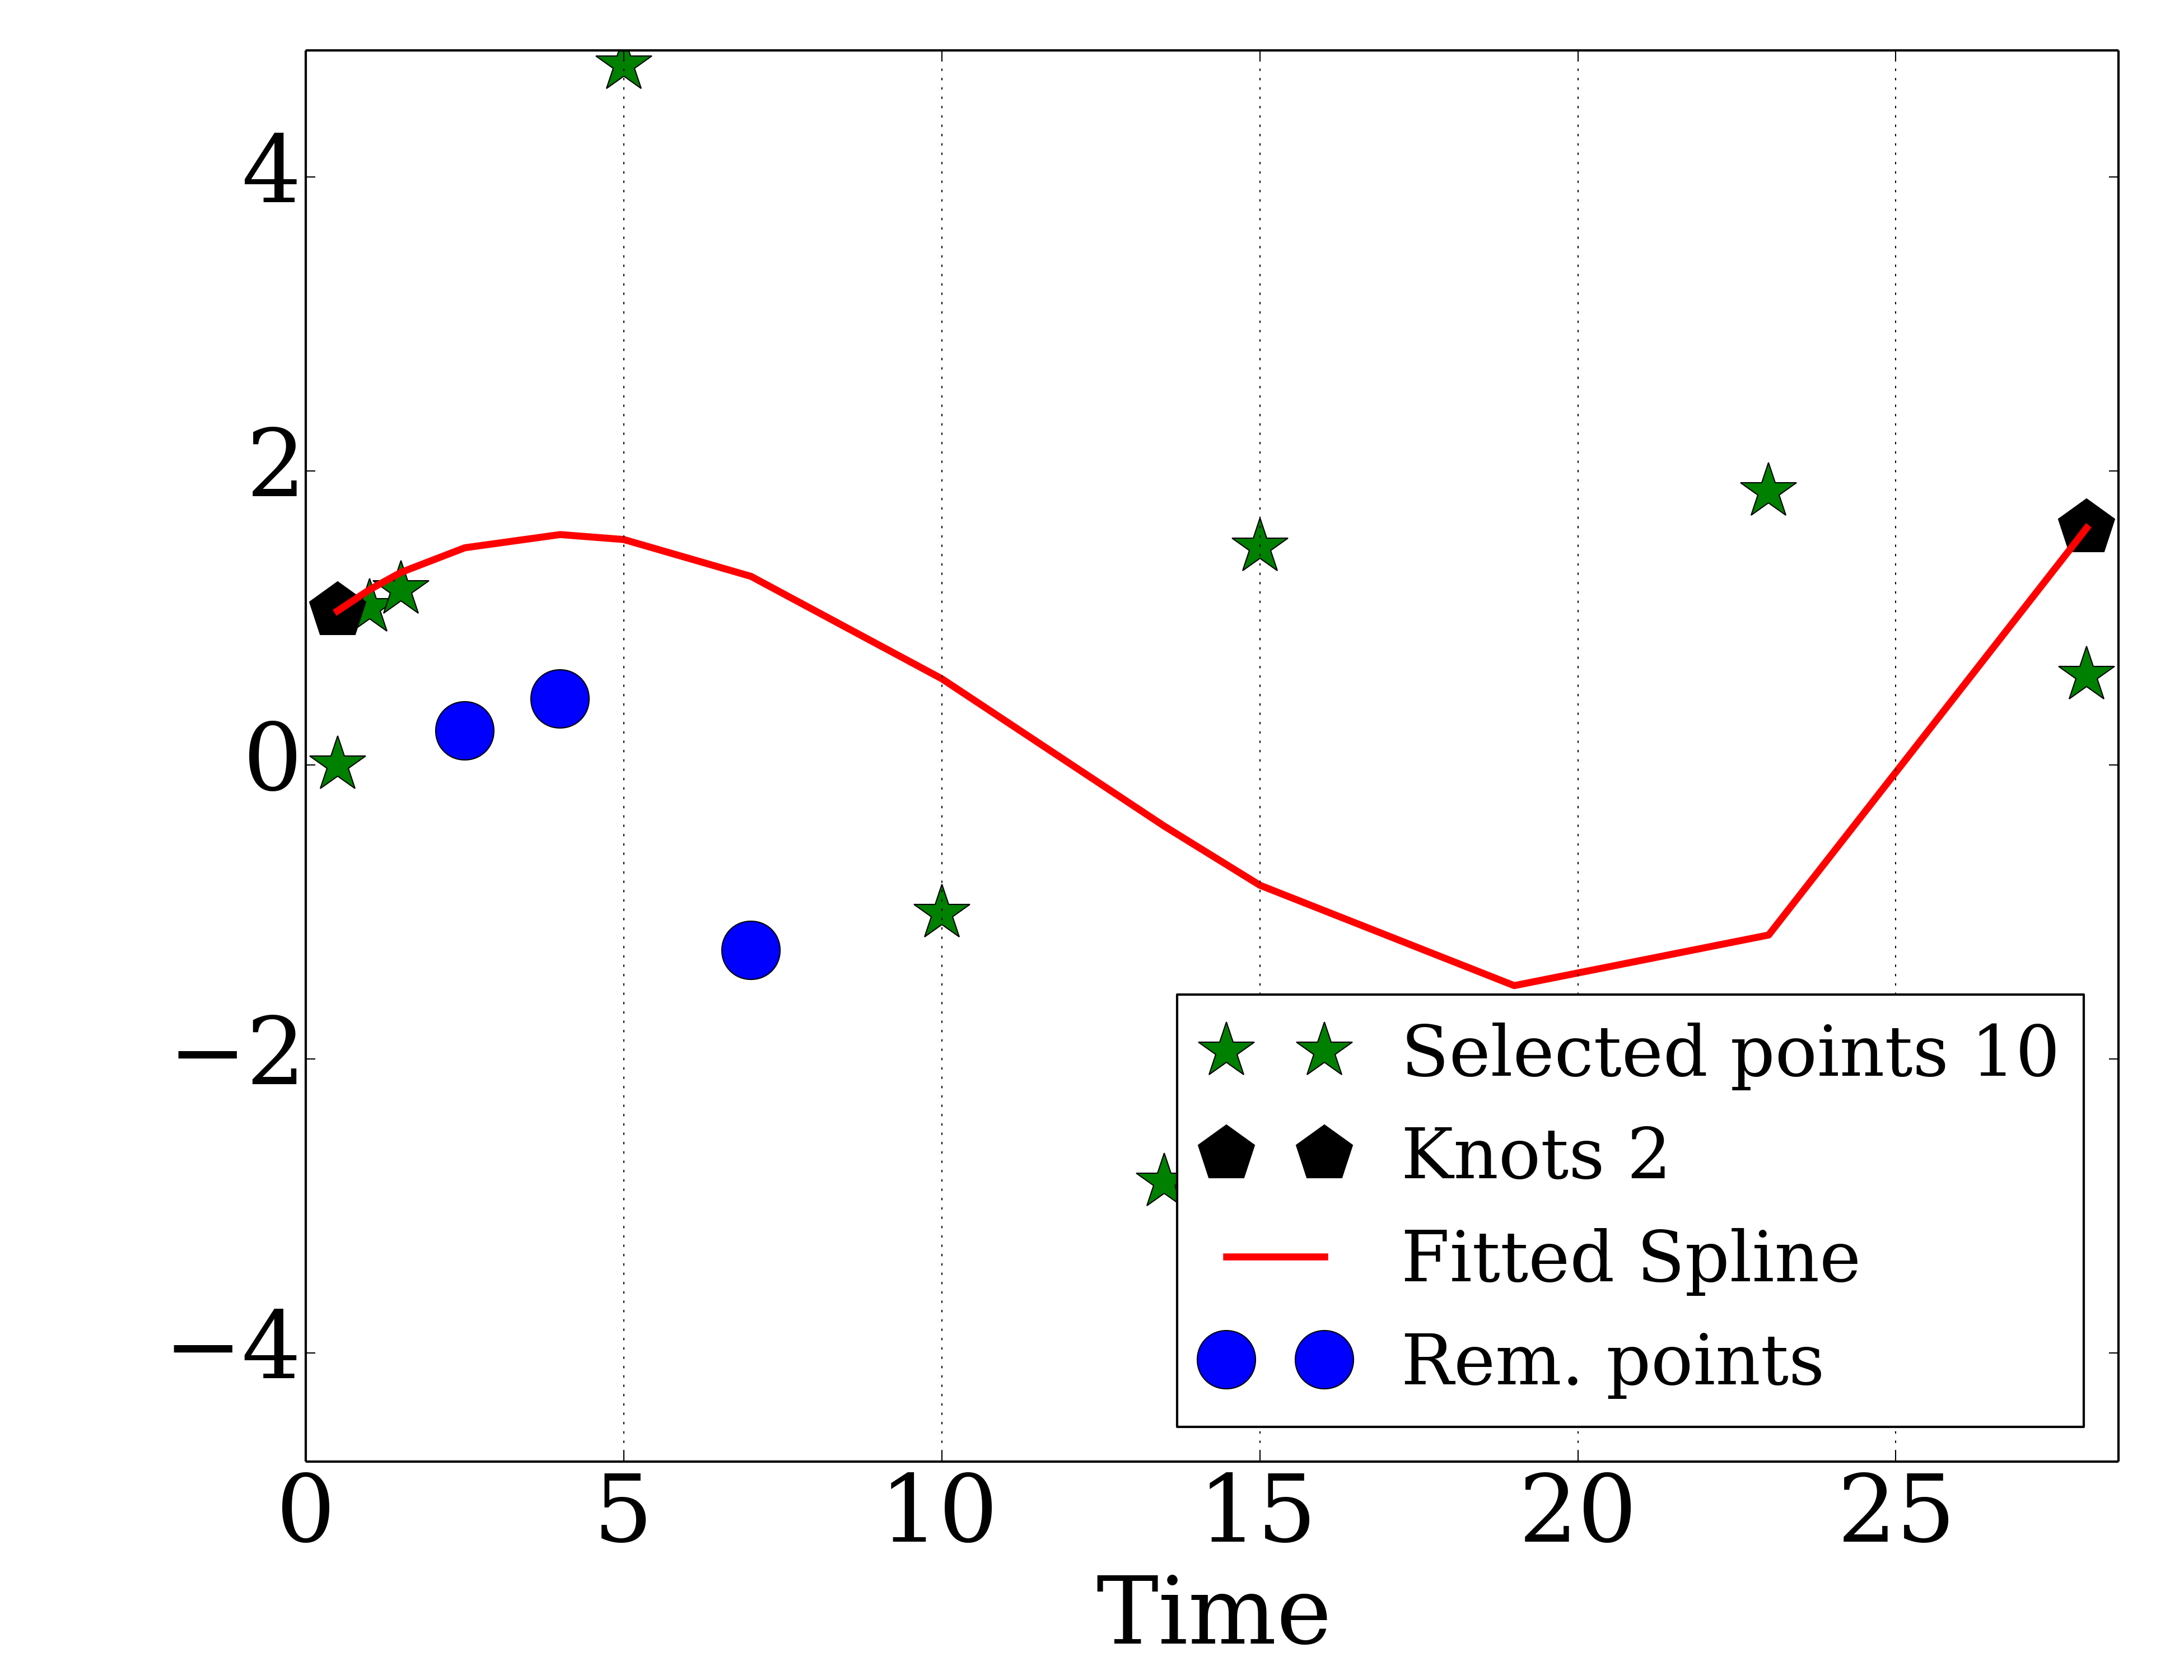 4
2
0
−2
−4
Selected points 10
Knots 2
Fitted Spline
Rem. points
0 5 10 15 20 25
Time